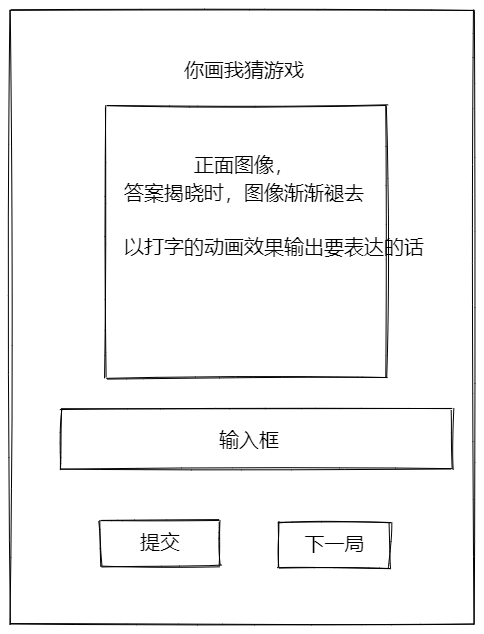 你画我猜游戏
正面图像，
答案揭晓时，图像渐渐褪去
以打字的动画效果输出要表达的话
输入框
提交
下一局